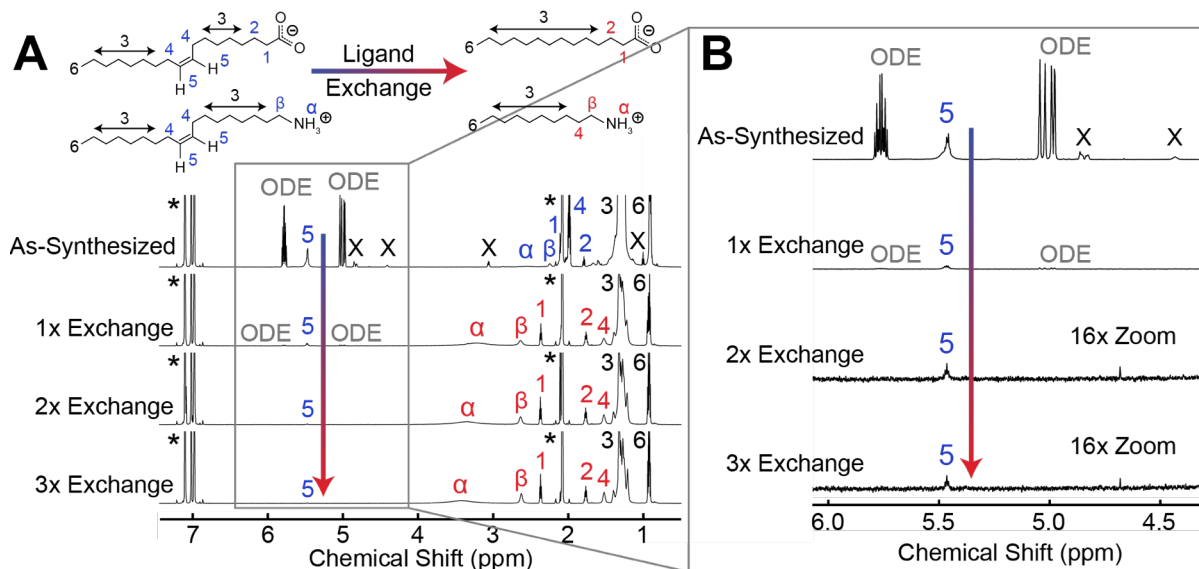 A
3
3
2
4
4
6
5
H
H
5
1
O
O
⊖
Ligand
Exchange
3
2
6
1
O
O
⊖
3
3
4
4
6
5
H
H
5
β
α
NH3
⊕
3
β
α
6
4
NH3
⊕
As-Synthesized
*
ODE
5
ODE
X
X
X
α
β
1
*
4
2
3
X
6
1x Exchange
*
ODE
5
ODE
α
β
1
*
2
4
3
6
2x Exchange
*
5
α
β
1
*
2
4
3
6
3x Exchange
*
5
α
β
1
*
2
4
3
6
7 6 5 4 3 2 1
Chemical Shift (ppm)
B
As-Synthesized
ODE
5
ODE
X
X
1x Exchange
ODE
5
ODE
2x Exchange
5
16x Zoom
3x Exchange
5
16x Zoom
6.0 5.5 5.0 4.5
Chemical Shift (ppm)